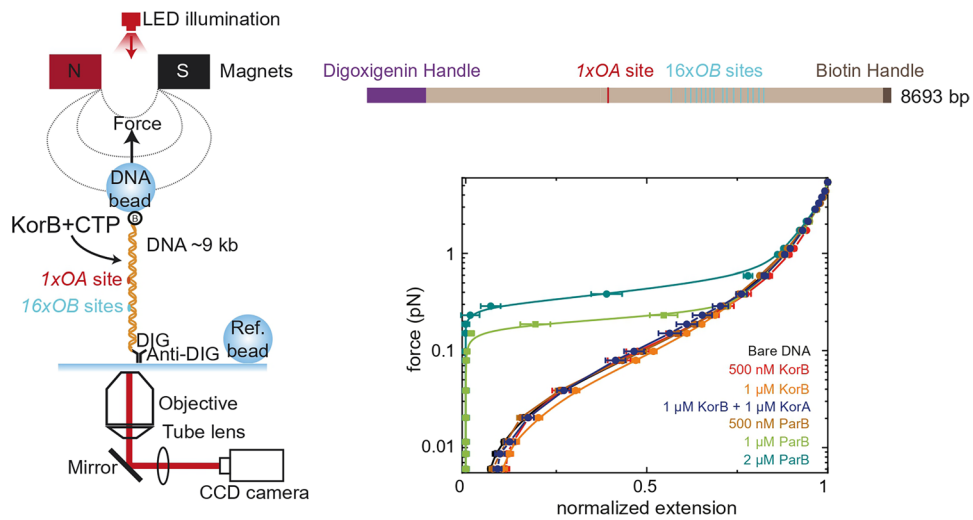 LED illumination
N
S
Magnets
Force
DNA
bead
B
KorB+CTP
DNA ~9 kb
1xOA site
16xOB sites
DIG
Anti-DIG
Ref.
bead
Objective
Tube lens
Mirror
CCD camera
Digoxigenin Handle
1xOA site
16xOB sites
Biotin Handle
8693 bp
force (pN)
1
0.1
0.01
Bare DNA
500 nM KorB
1 µM KorB
1 µM KorB + 1 µM KorA
500 nM ParB
1 µM ParB
2 µM ParB
0
0.5
1
normalized extension